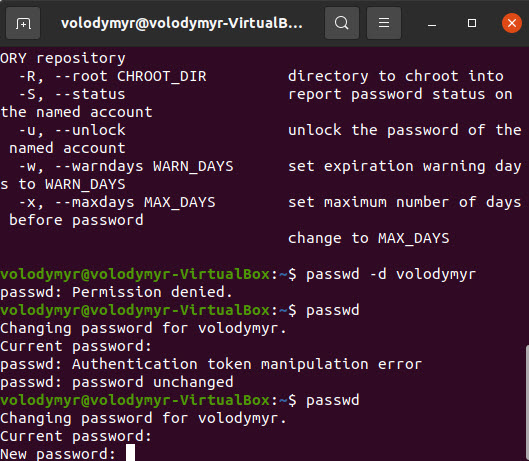 volodymyr@volodymyr-VirtualB...
ORY repository
  -R, --root CHROOT_DIR         directory to chroot into
  -S, --status                  report password status on
the named account
  -u, --unlock                  unlock the password of the
 named account
  -w, --warndays WARN_DAYS      set expiration warning day
s to WARN_DAYS
  -x, --maxdays MAX_DAYS        set maximum number of days
 before password
                                change to MAX_DAYS
volodymyr@volodymyr-VirtualBox:~$ passwd -d volodymyr
passwd: Permission denied.
volodymyr@volodymyr-VirtualBox:~$ passwd
Changing password for volodymyr.
Current password:
passwd: Authentication token manipulation error
passwd: password unchanged
volodymyr@volodymyr-VirtualBox:~$ passwd
Changing password for volodymyr.
Current password:
New password: